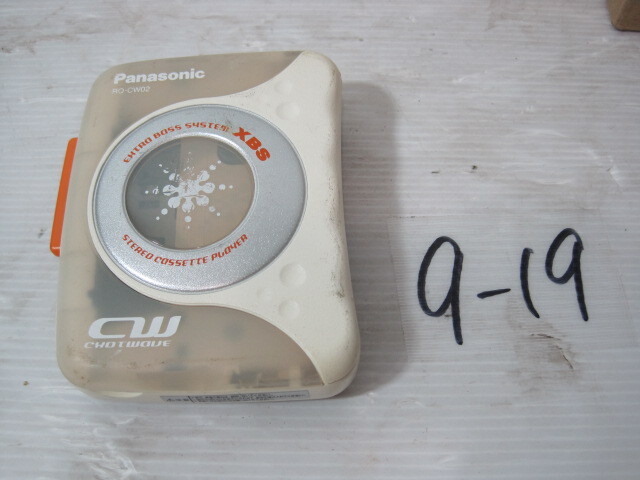 Panasonic
RQ-CW02
EXTRA BASS SYSTEM XBS
STEREO CASSETTE PLAYER
CW
CHOTWAVE
9-19